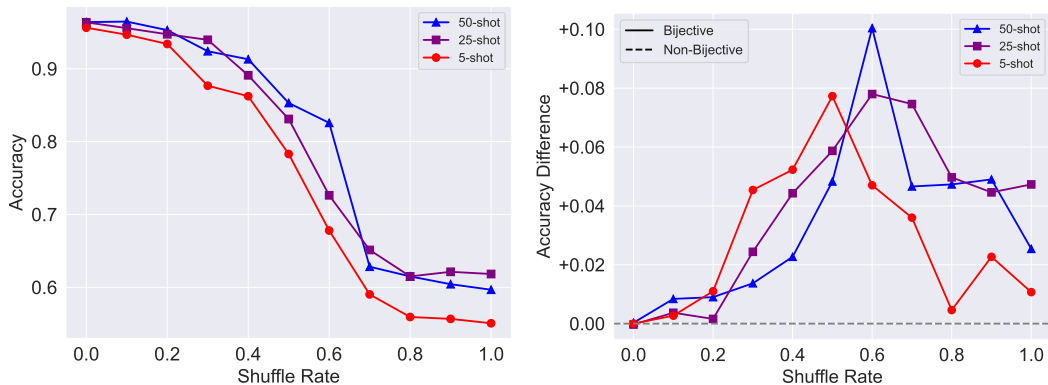 50-shot
25-shot
5-shot
0.9
0.8
0.7
0.6
Accuracy
0.0 0.2 0.4 0.6 0.8 1.0
Shuffle Rate
Bijective
Non-Bijective
50-shot
25-shot
5-shot
+0.10
+0.08
+0.06
+0.04
+0.02
+0.00
Accuracy Difference
0.0 0.2 0.4 0.6 0.8 1.0
Shuffle Rate